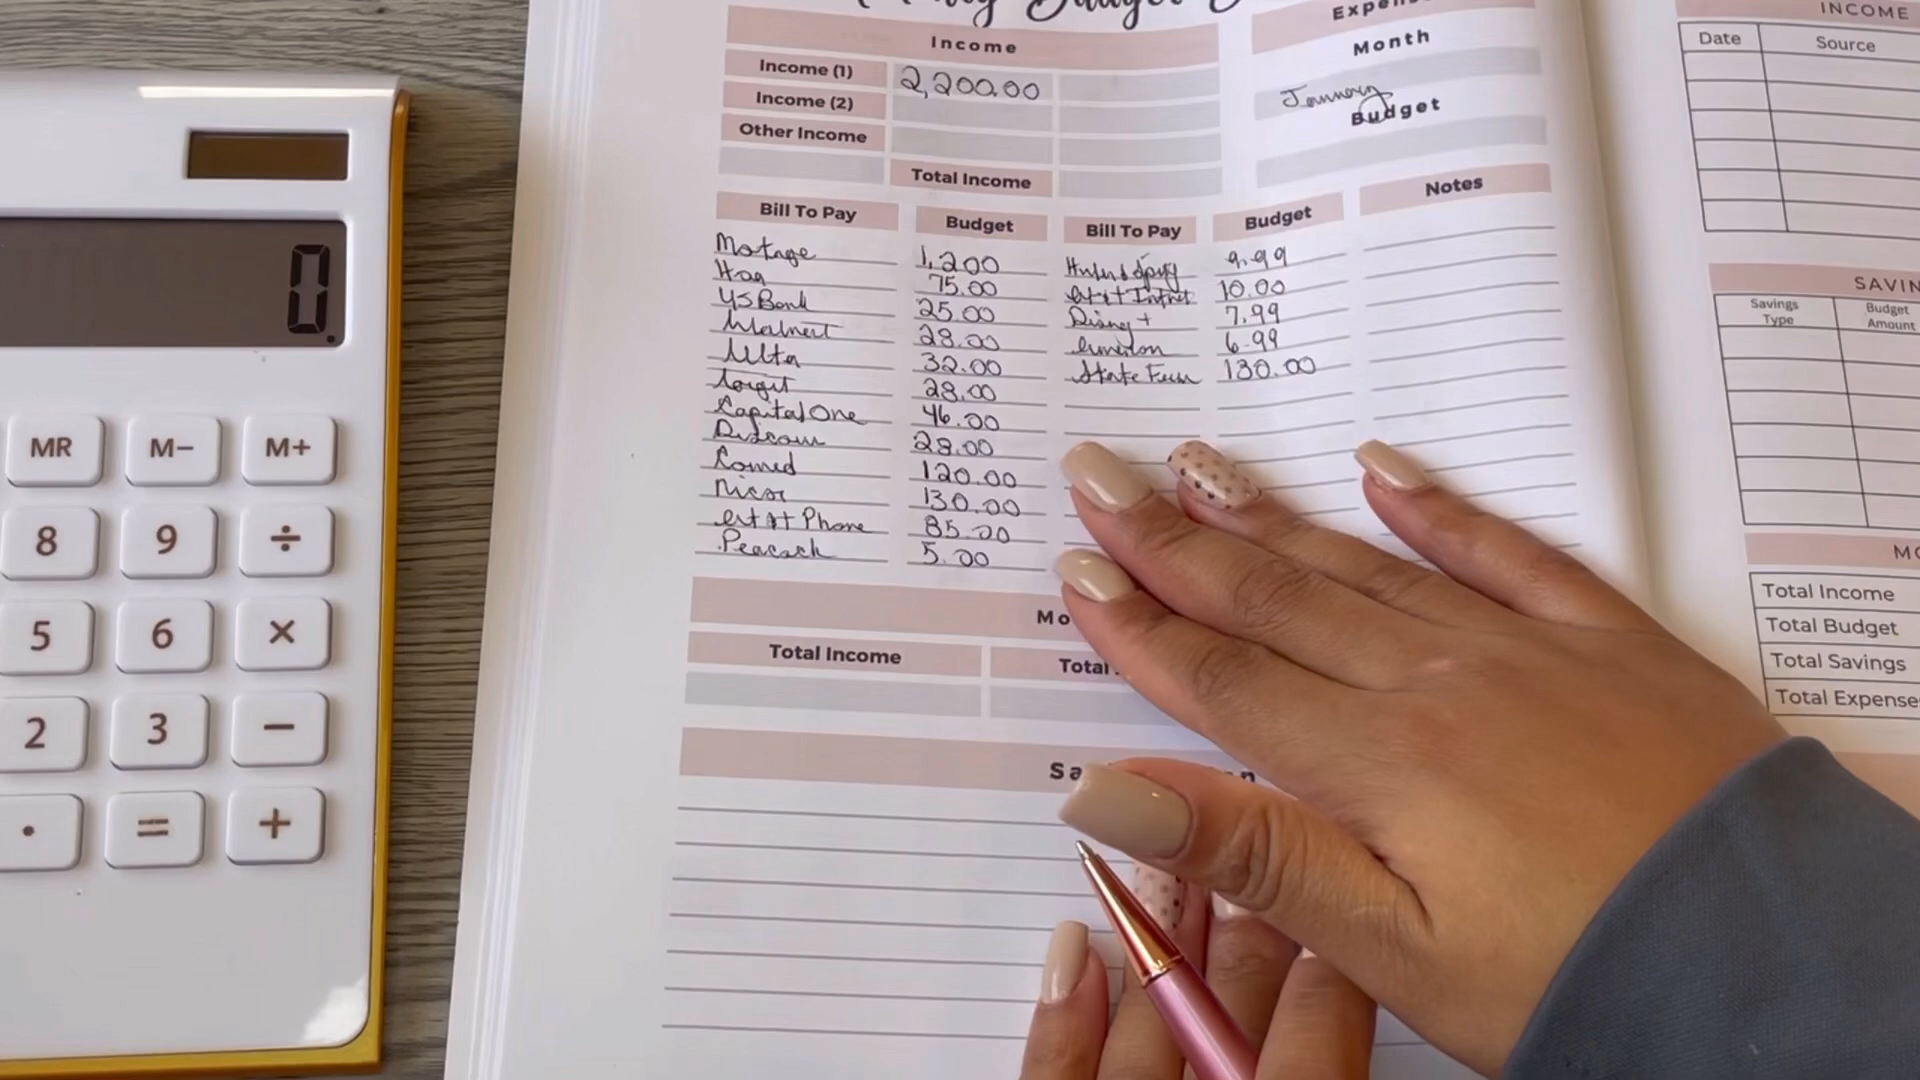 Budget
Income
Income (1) 2,200.00
Income (2)
Other Income
Total Income
Month
January
Budget
Bill To Pay Budget Bill To Pay Budget Notes
Motage 1,200
Hoa 75.00
US Bank 25.00
Walmert 28.00
Ulta 32.00
Target 28.00
Capital One 46.00
28.00
Comed 120.00
Nicor 130.00
at&t Phone 85.00
Peacock 5.00
9.99
10.00
Disney + 7.99
6.99
State Farm 130.00
Total Income
Total
INCOME
Date Source
Savings Type Budget Amount
Total Income
Total Budget
Total Savings
Total Expense
0.
MR M- M+
8 9 ÷
5 6 ×
2 3 −
. = +